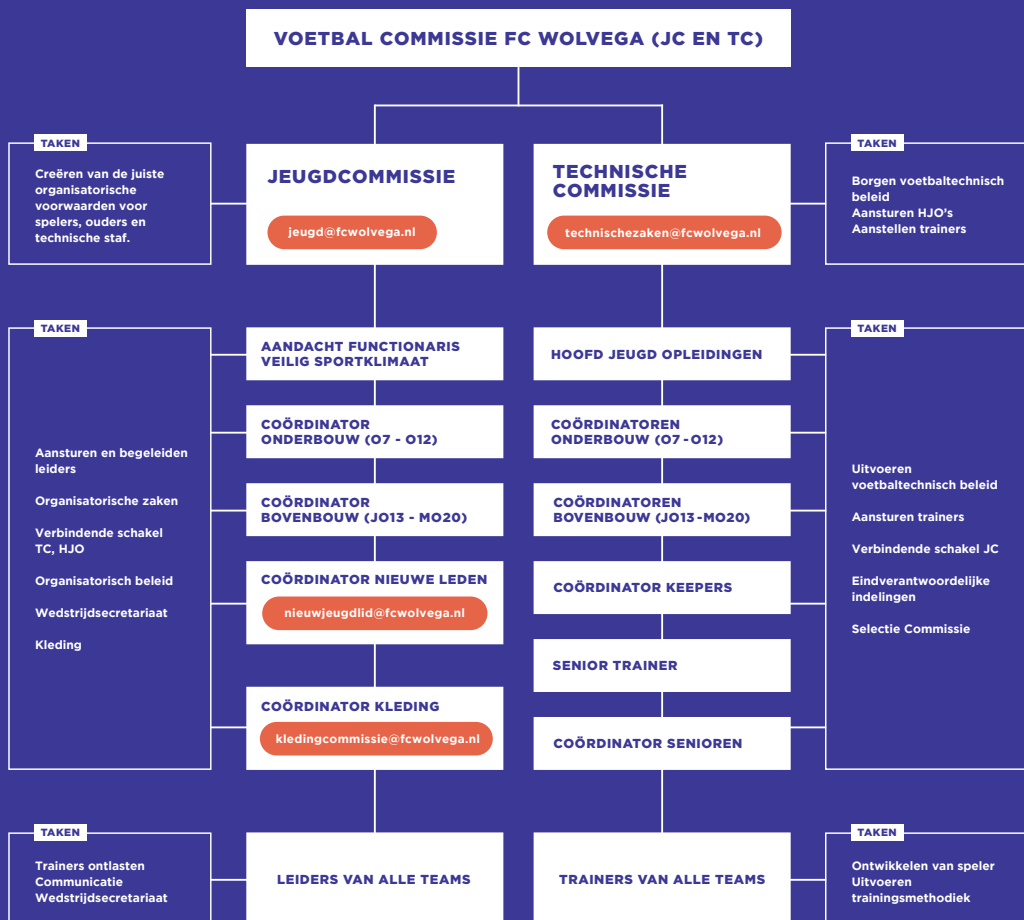 VOETBAL COMMISSIE FC WOLVEGA (JC EN TC)
TAKEN
Creëren van de juiste
organisatorische
voorwaarden voor
spelers, ouders en
technische staf.
JEUGDCOMMISSIE
jeugd@fcwolvega.nl
TECHNISCHE
COMMISSIE
technischezaken@fcwolvega.nl
TAKEN
Borgen voetbaltechnisch
beleid
Aansturen HJO's
Aanstellen trainers
TAKEN
Aansturen en begeleiden
leiders
Organisatorische zaken
Verbindende schakel
TC, HJO
Organisatorisch beleid
Wedstrijdsecretariaat
Kleding
AANDACHT FUNCTIONARIS
VEILIG SPORTKLIMAAT
COÖRDINATOR
ONDERBOUW (O7 - O12)
COÖRDINATOR
BOVENBOUW (JO13 - MO20)
COÖRDINATOR NIEUWE LEDEN
nieuwjeugdlid@fcwolvega.nl
COÖRDINATOR KLEDING
kledingcommissie@fcwolvega.nl
HOOFD JEUGD OPLEIDINGEN
COÖRDINATOREN
ONDERBOUW (O7 - O12)
COÖRDINATOREN
BOVENBOUW (JO13 - MO20)
COÖRDINATOR KEEPERS
SENIOR TRAINER
COÖRDINATOR SENIOREN
TAKEN
Uitvoeren
voetbaltechnisch beleid
Aansturen trainers
Verbindende schakel JC
Eindverantwoordelijke
indelingen
Selectie Commissie
TAKEN
Trainers ontlasten
Communicatie
Wedstrijdsecretariaat
LEIDERS VAN ALLE TEAMS
TRAINERS VAN ALLE TEAMS
TAKEN
Ontwikkelen van speler
Uitvoeren
trainingsmethodiek